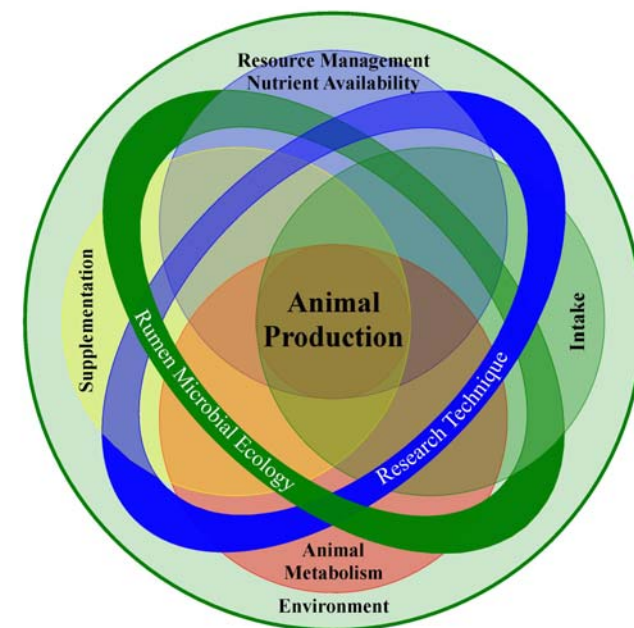 Resource Management
Nutrient Availability
Supplementation
Animal
Production
Intake
Rumen Microbial Ecology
Research Technique
Animal
Metabolism
Environment